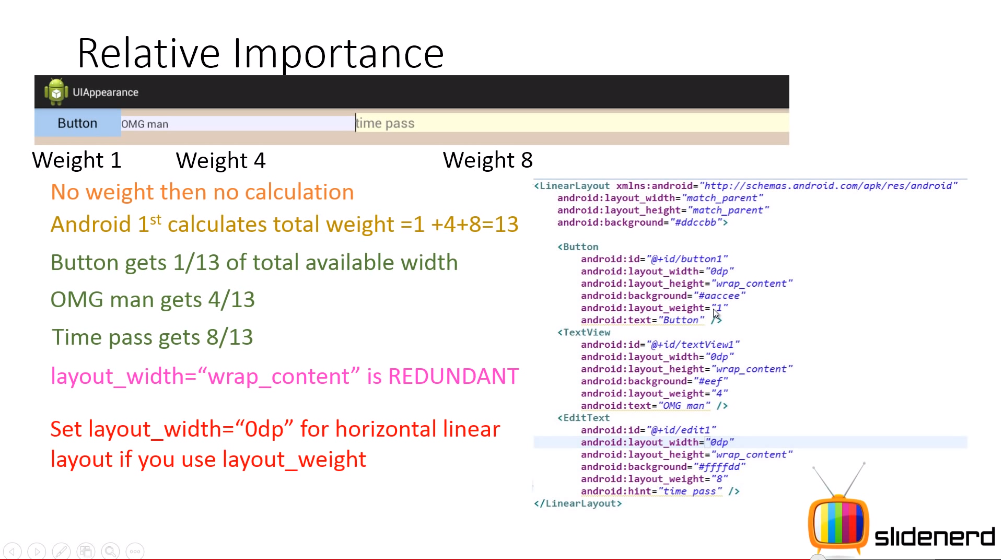 Relative Importance
UIAppearance
Button OMG man time pass
Weight 1 Weight 4 Weight 8
No weight then no calculation
Android 1st calculates total weight =1 +4+8=13
Button gets 1/13 of total available width
OMG man gets 4/13
Time pass gets 8/13
layout_width=“wrap_content” is REDUNDANT
Set layout_width=“0dp” for horizontal linear
layout if you use layout_weight
<LinearLayout xmlns:android="http://schemas.android.com/apk/res/android"
android:layout_width="match_parent"
android:layout_height="match_parent"
android:background="#ddccbb">
<Button
android:id="@+id/button1"
android:layout_width="0dp"
android:layout_height="wrap_content"
android:background="#aaccee"
android:layout_weight="1"
android:text="Button" />
<TextView
android:id="@+id/textView1"
android:layout_width="0dp"
android:layout_height="wrap_content"
android:background="#eef"
android:layout_weight="4"
android:text="OMG man" />
<EditText
android:id="@+id/edit1"
android:layout_width="0dp"
android:layout_height="wrap_content"
android:background="#ffffdd"
android:layout_weight="8"
android:hint="time pass" />
</LinearLayout>
slidenerd